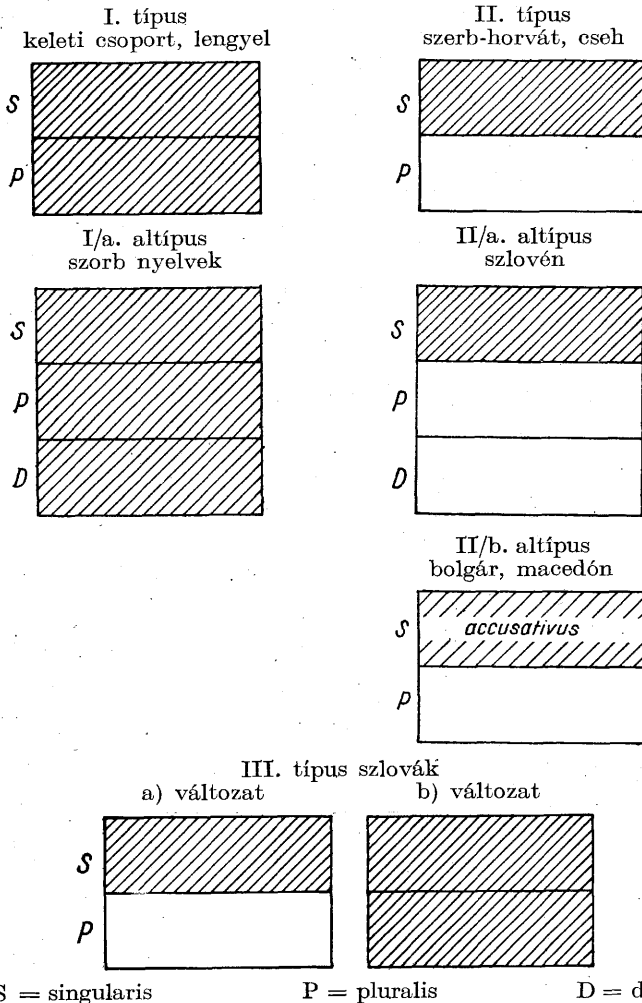 I. típus
keleti csoport, lengyel
S
P
II. típus
szerb-horvát, cseh
S
P
I/a. altípus
szorb nyelvek
S
P
D
II/a. altípus
szlovén
S
P
D
II/b. altípus
bolgár, macedón
S
accusativus
P
III. típus szlovák
a) változat
b) változat
S
P
S = singularis P = pluralis D = d